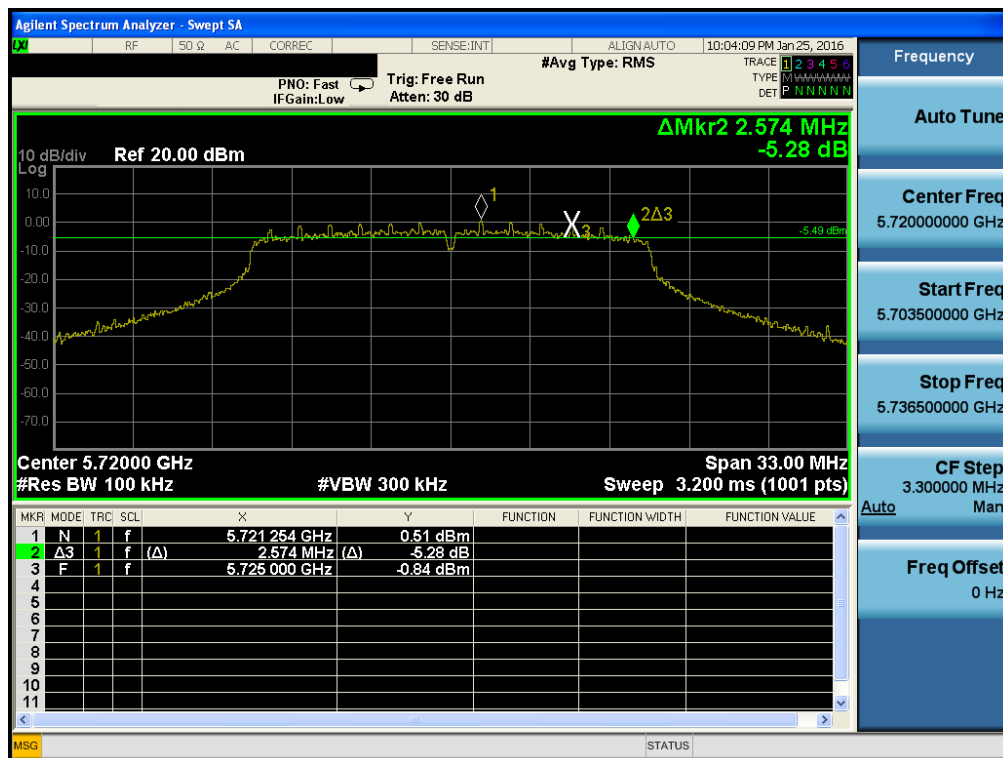 Agilent Spectrum Analyzer - Swept SA
LXI RF 50 Ω AC CORREC SENSE:INT ALIGN AUTO 10:04:09 PM Jan 25, 2016
#Avg Type: RMS TRACE 1 2 3 4 5 6
PNO: Fast Trig: Free Run TYPE M WWWWW
IFGain:Low Atten: 30 dB DET P N N N N N
ΔMkr2 2.574 MHz
10 dB/div Ref 20.00 dBm -5.28 dB
Log
10.0
1
0.00
2Δ3
3
-5.49 dBm
-10.0
-20.0
-30.0
-40.0
-50.0
-60.0
-70.0
Center 5.72000 GHz Span 33.00 MHz
#Res BW 100 kHz #VBW 300 kHz Sweep 3.200 ms (1001 pts)
MKR MODE TRC SCL X Y FUNCTION FUNCTION WIDTH FUNCTION VALUE
1 N 1 f 5.721 254 GHz 0.51 dBm
2 Δ3 1 f (Δ) 2.574 MHz (Δ) -5.28 dB
3 F 1 f 5.725 000 GHz -0.84 dBm
4
5
6
7
8
9
10
11
MSG STATUS
Frequency
Auto Tune
Center Freq
5.720000000 GHz
Start Freq
5.703500000 GHz
Stop Freq
5.736500000 GHz
CF Step
3.300000 MHz
Auto Man
Freq Offset
0 Hz